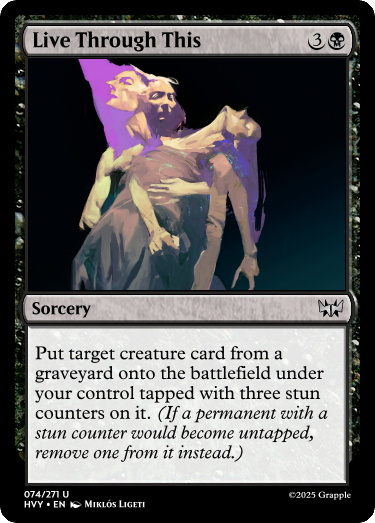 Live Through This 3
Sorcery
Put target creature card from a
graveyard onto the battlefield under
your control tapped with three stun
counters on it. (If a permanent with a
stun counter would become untapped,
remove one from it instead.)
074/271 U
HVY • EN Miklós Ligeti
©2025 Grapple